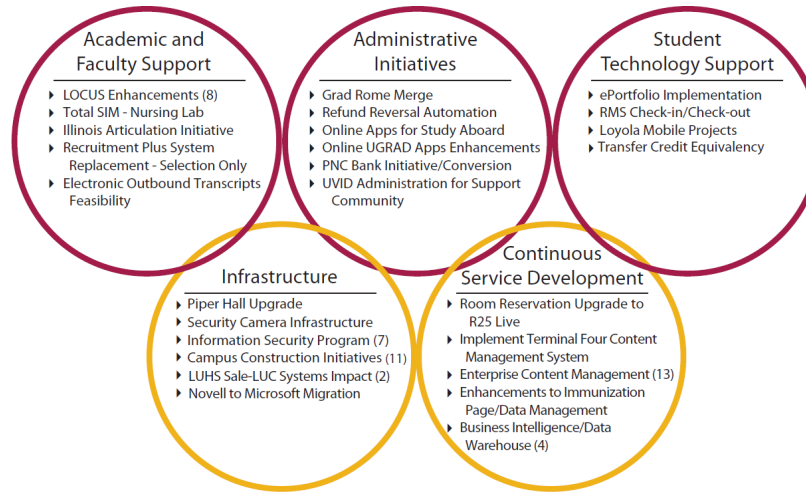 Academic and
Faculty Support
LOCUS Enhancements (8)
Total SIM - Nursing Lab
Illinois Articulation Initiative
Recruitment Plus System
Replacement - Selection Only
Electronic Outbound Transcripts
Feasibility
Administrative
Initiatives
Grad Rome Merge
Refund Reversal Automation
Online Apps for Study Aboard
Online UGRAD Apps Enhancements
PNC Bank Initiative/Conversion
UVID Administration for Support
Community
Student
Technology Support
ePortfolio Implementation
RMS Check-in/Check-out
Loyola Mobile Projects
Transfer Credit Equivalency
Infrastructure
Piper Hall Upgrade
Security Camera Infrastructure
Information Security Program (7)
Campus Construction Initiatives (11)
LUHS Sale-LUC Systems Impact (2)
Novell to Microsoft Migration
Continuous
Service Development
Room Reservation Upgrade to
R25 Live
Implement Terminal Four Content
Management System
Enterprise Content Management (13)
Enhancements to Immunization
Page/Data Management
Business Intelligence/Data
Warehouse (4)